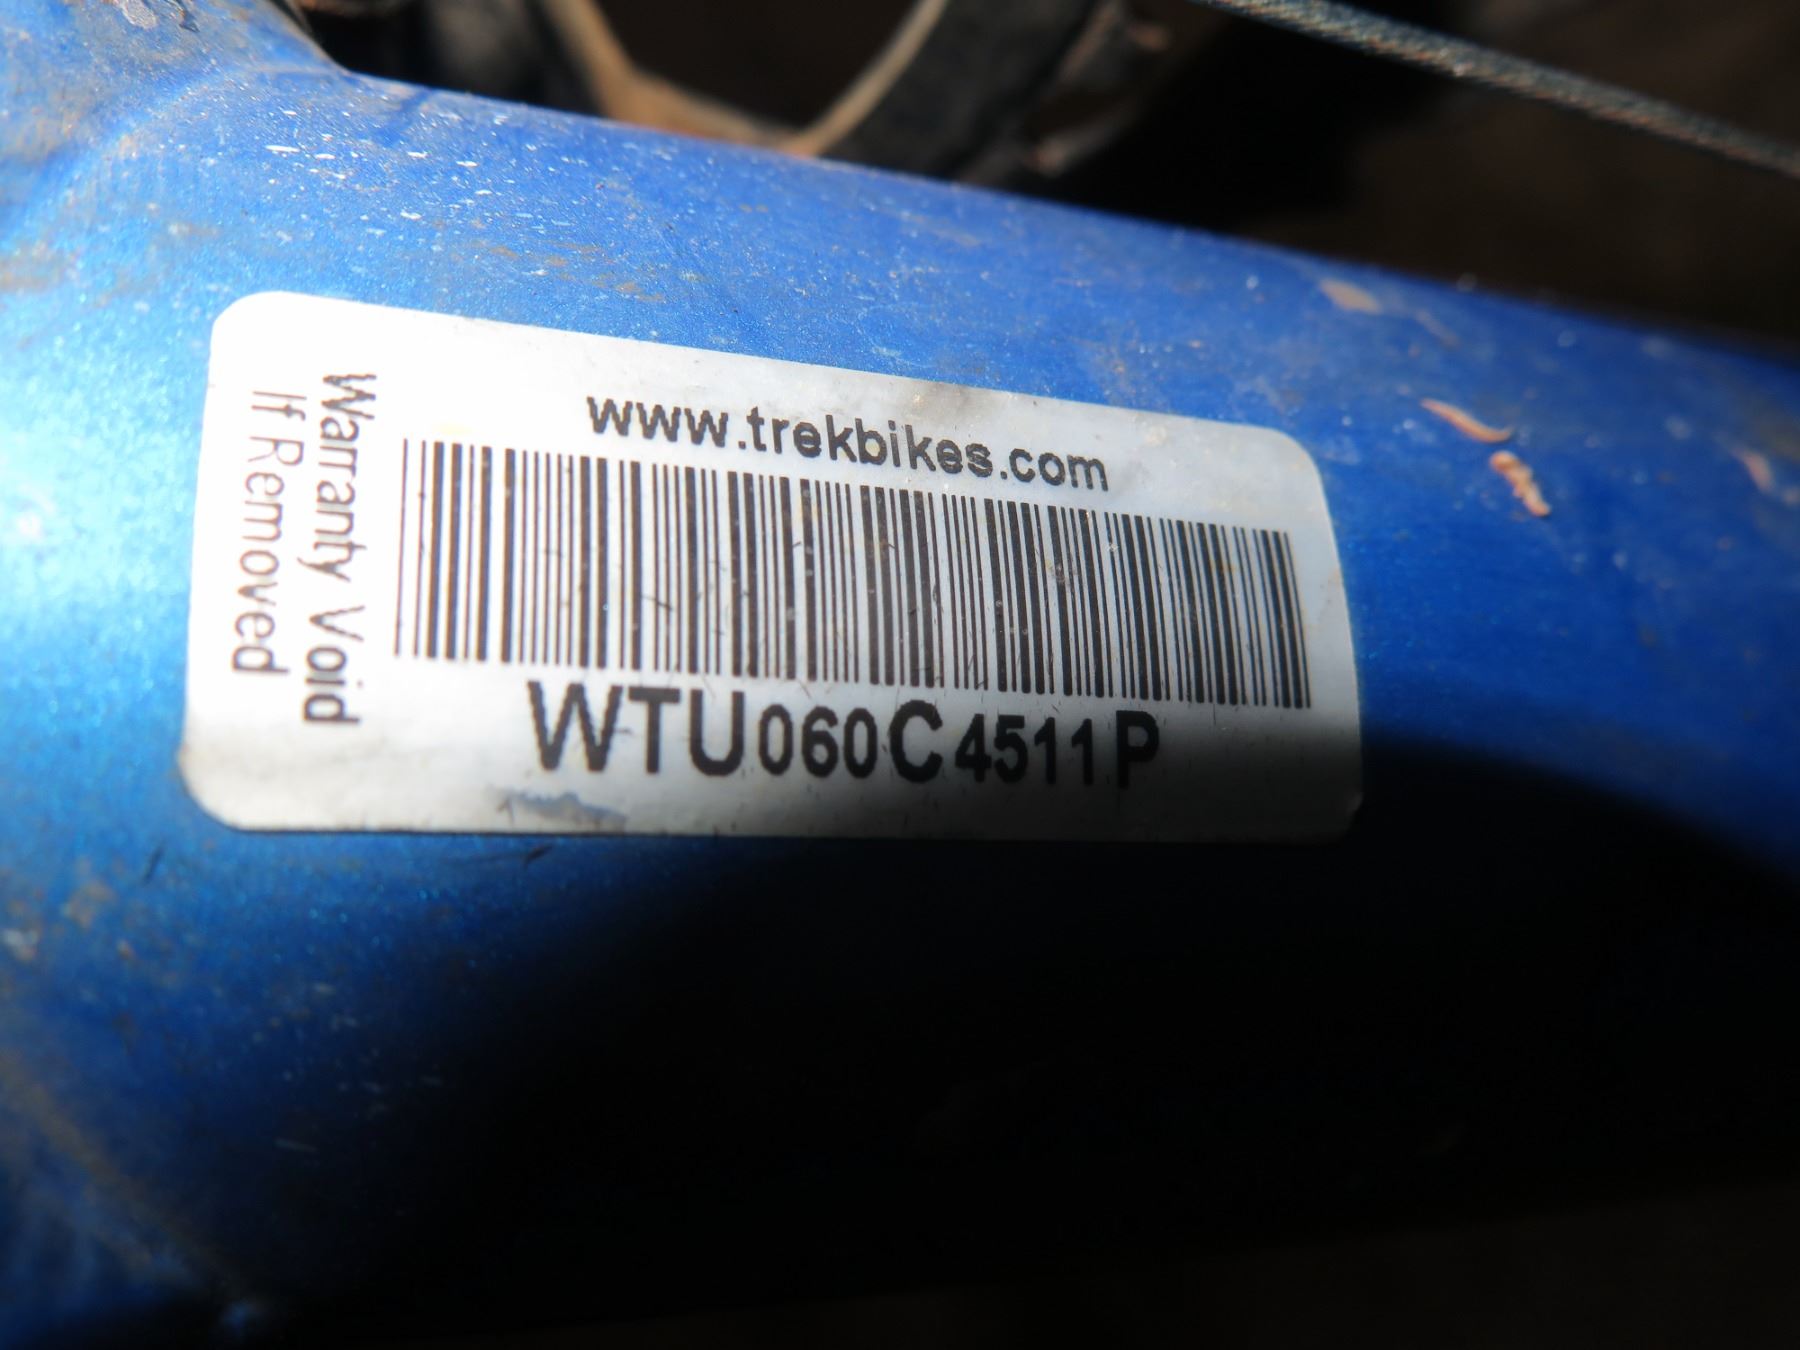 www.trekbikes.com
WTU060C4511P
Warranty Void
If Removed